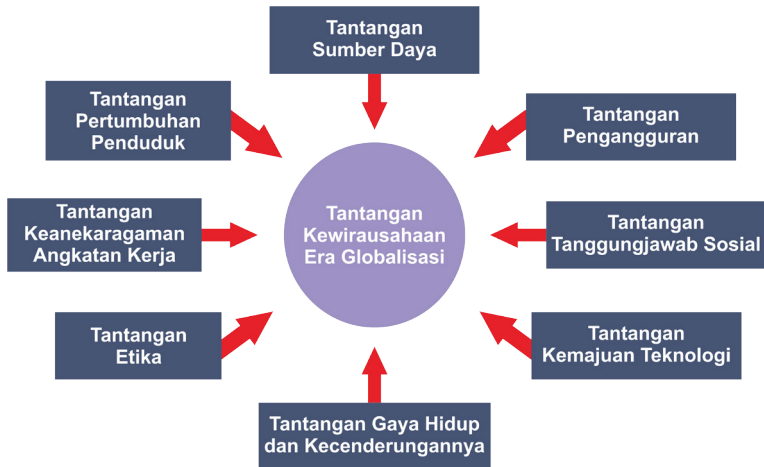 Tantangan
Sumber Daya
Tantangan
Pertumbuhan
Penduduk
Tantangan
Pengangguran
Tantangan
Keanekaragaman
Angkatan Kerja
Tantangan
Kewirausahaan
Era Globalisasi
Tantangan
Tanggungjawab Sosial
Tantangan
Etika
Tantangan
Kemajuan Teknologi
Tantangan Gaya Hidup
dan Kecenderungannya